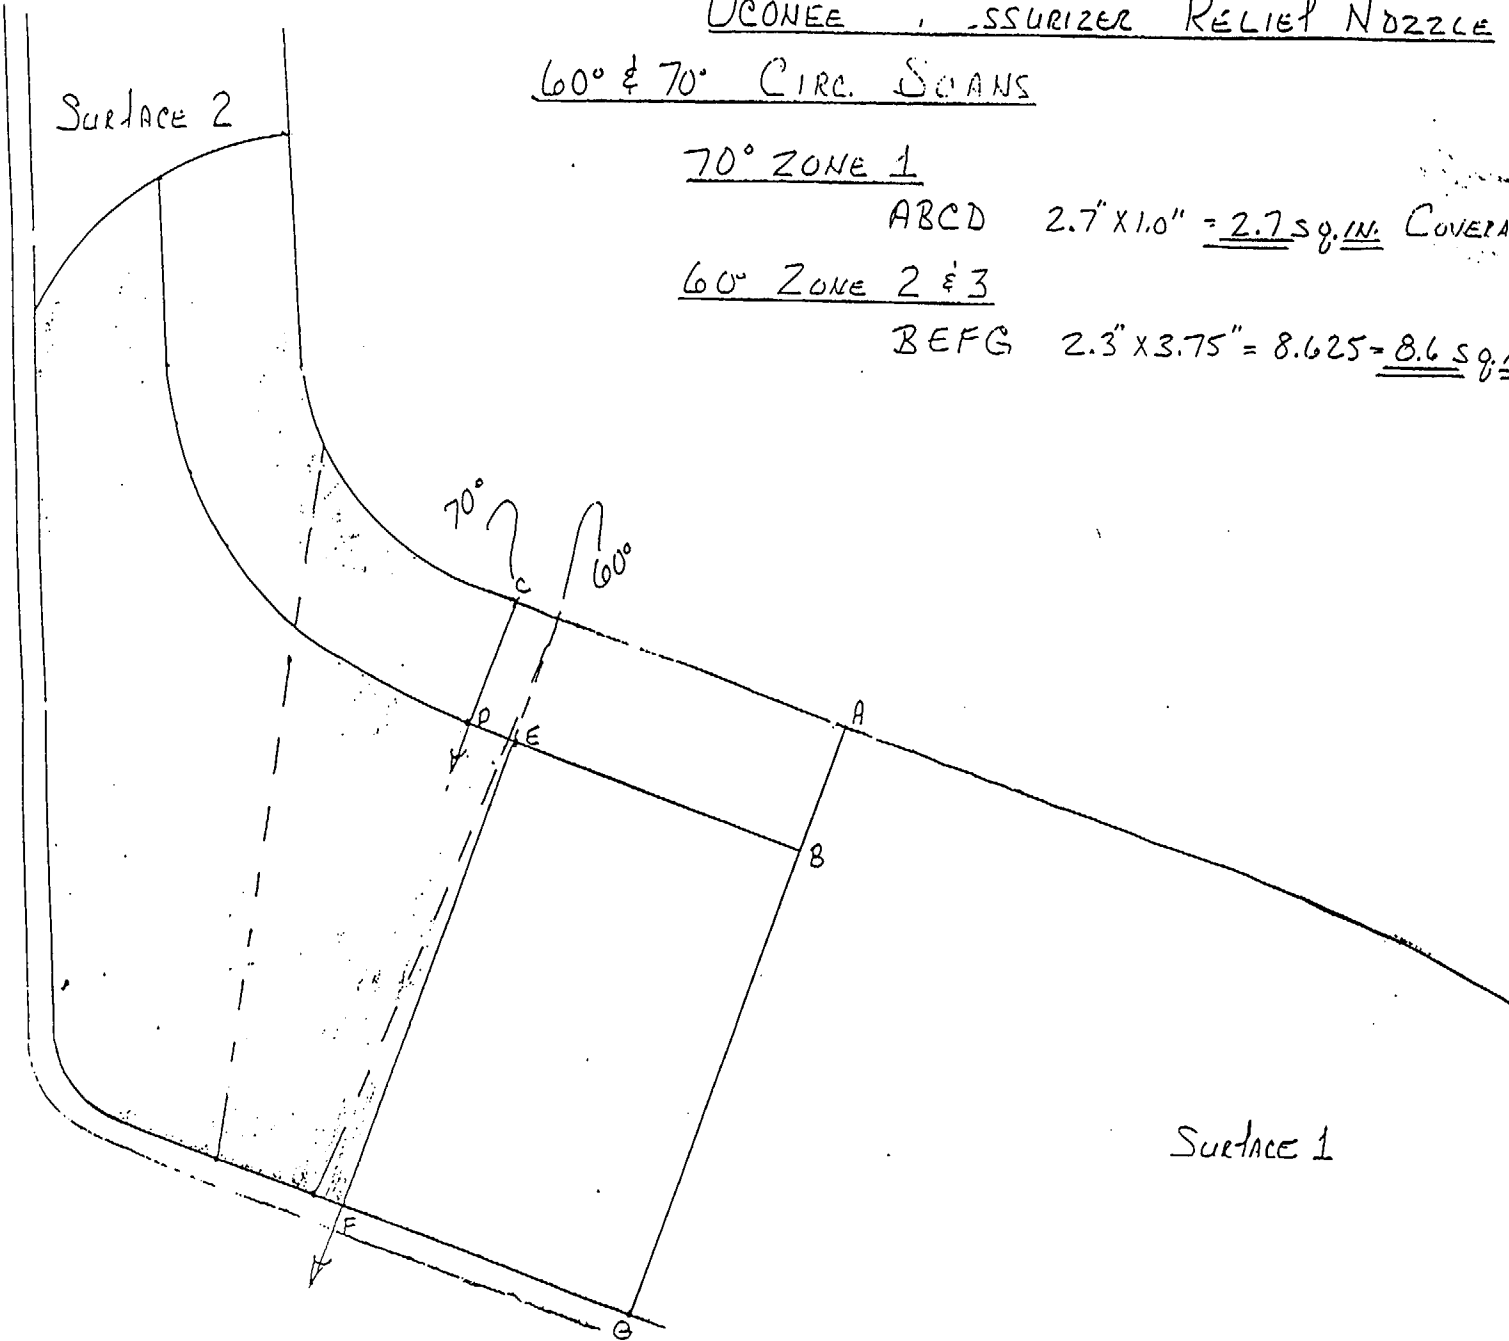 OCONEE SSURIZER RELIEF NOZZLE
60° & 70° CIRC. SCANS
Surface 2
70° ZONE 1
ABCD 2.7" X 1.0" = 2.7 sq. IN. COVERA
60° ZONE 2 & 3
BEFG 2.3" X 3.75" = 8.625 = 8.6 sq.
70°
60°
C
A
D
E
B
Surface 1
F
G